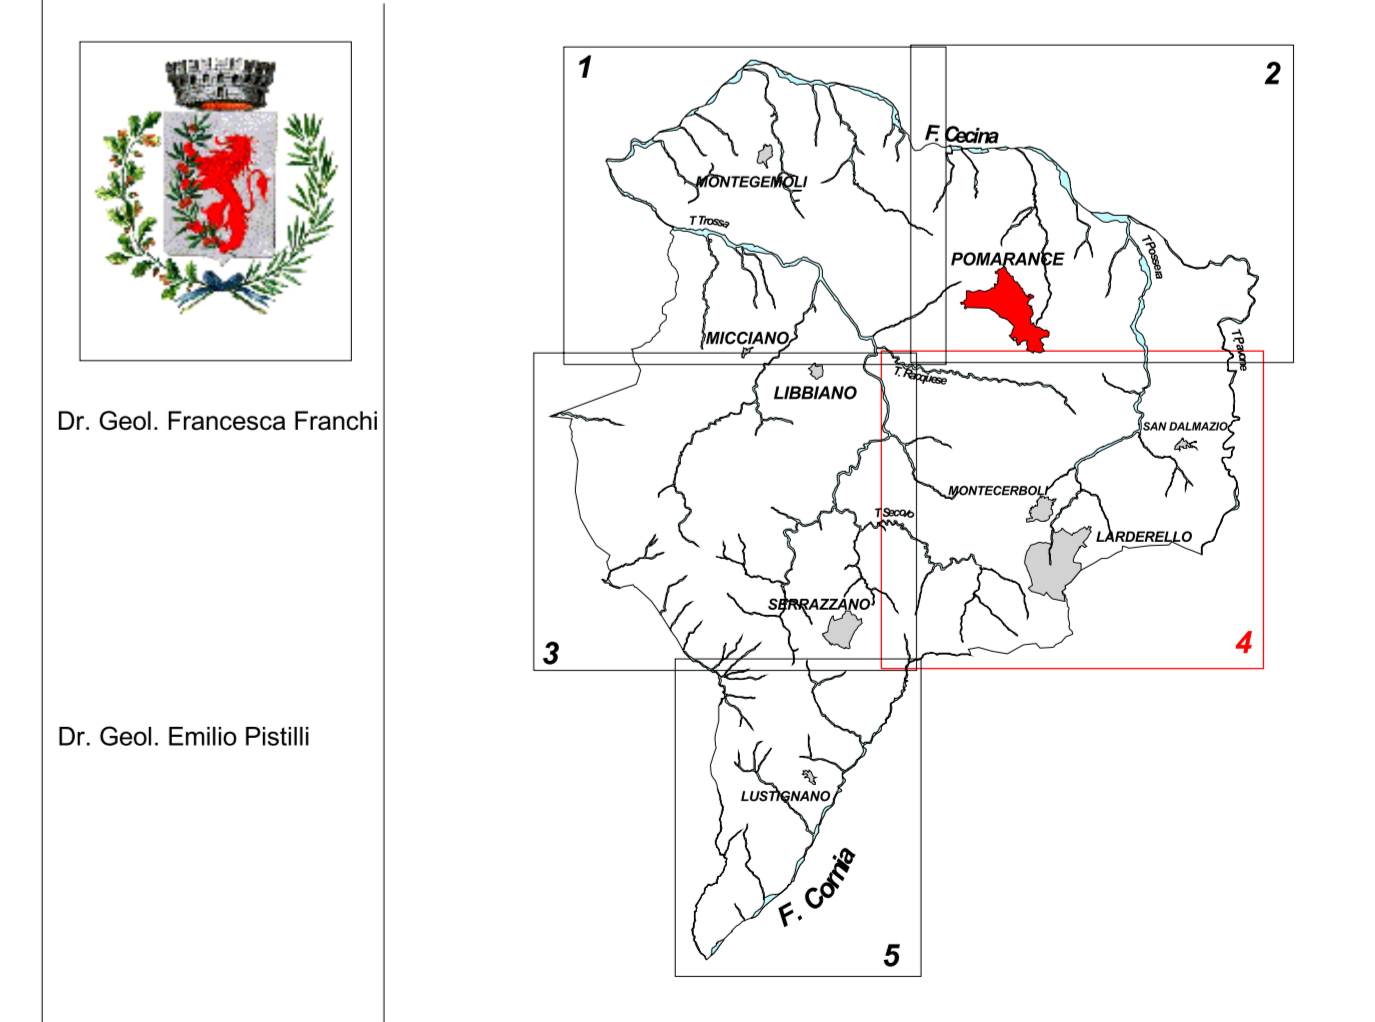 Dr. Geol. Francesca Franchi
Dr. Geol. Emilio Pistilli
1
2
F. Cecina
MONTEGEMOLI
T Trossa
T Possera
POMARANCE
T Pavone
MICCIANO
T. Racquese
LIBBIANO
SAN DALMAZIO
MONTECERBOLI
T Secolo
LARDERELLO
SERRAZZANO
3
4
LUSTIGNANO
F. Cornia
5